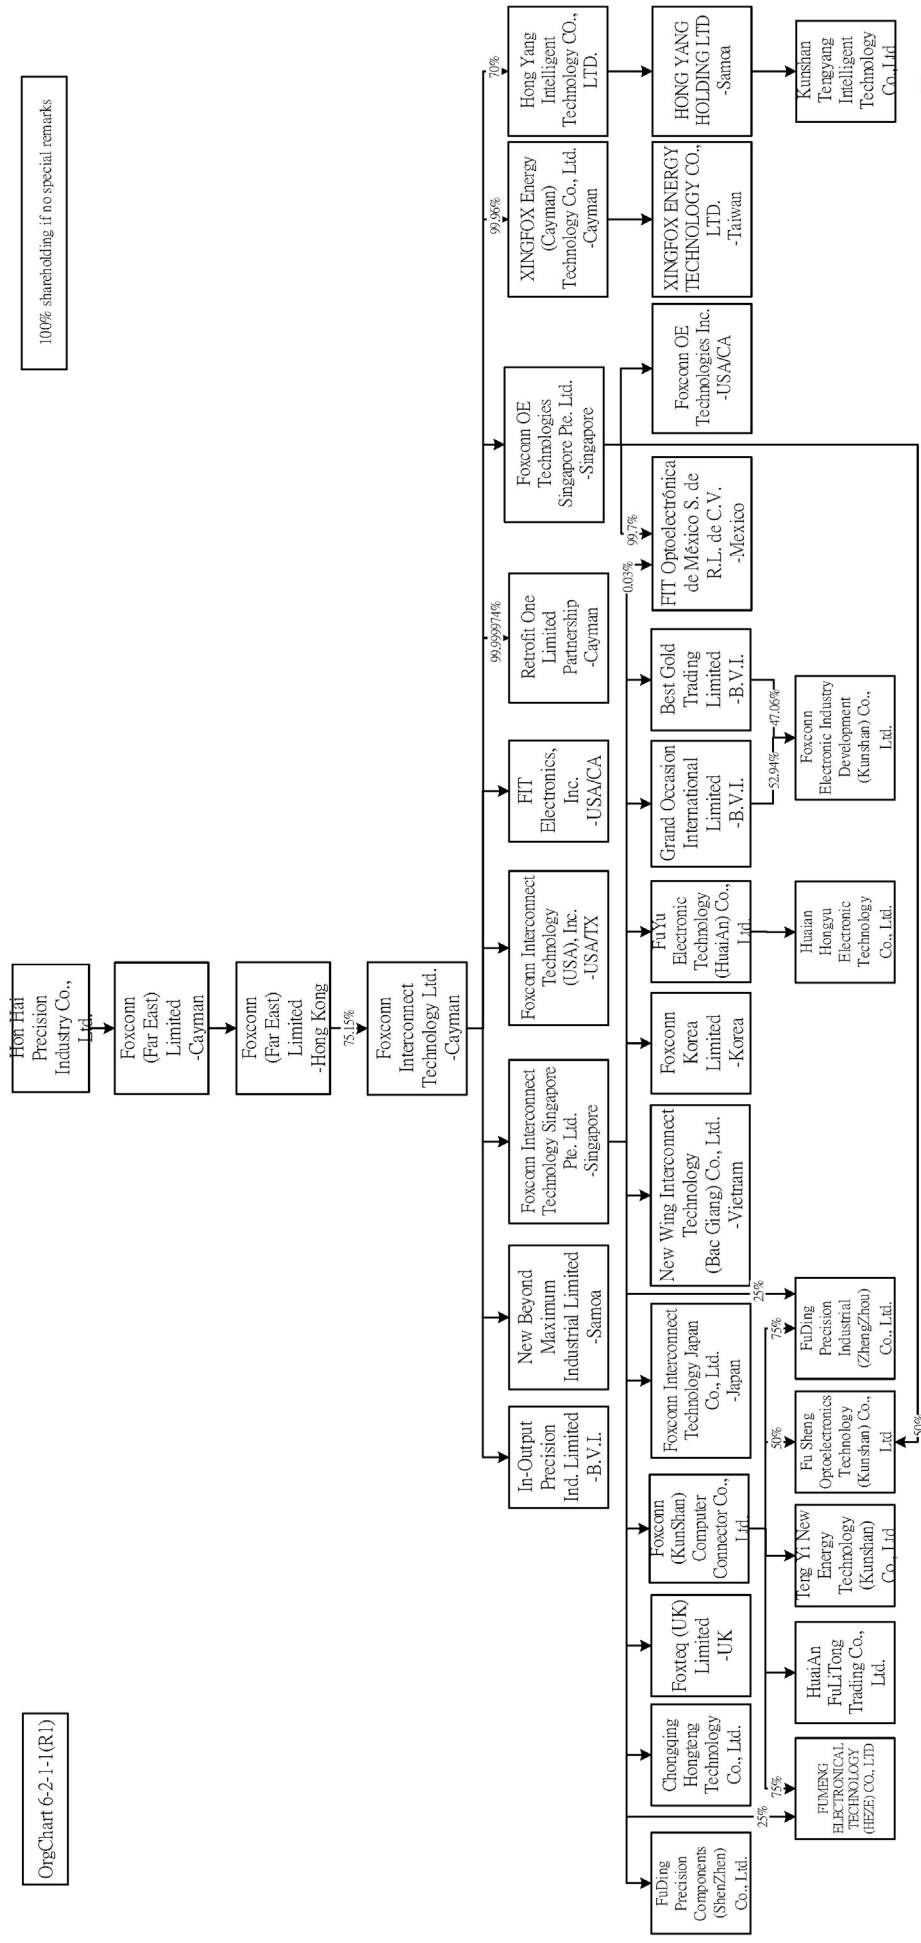 OrgChart 6-2-1-1(R1)
100% shareholding if no special remarks
Hon Hai
Precision
Industry Co.,
Ltd.
Foxconn
(Far East)
Limited
-Cayman
Foxconn
(Far East)
Limited
-Hong Kong
75.15%
Foxconn
Interconnect
Technology Ltd.
-Cayman
In-Output
Precision
Ind. Limited
-B.V.I.
New Beyond
Maximum
Industrial Limited
-Samoa
Foxconn Interconnect
Technology Singapore
Pte. Ltd.
-Singapore
Foxconn Interconnect
Technology
(USA), Inc.
-USA/TX
FIT
Electronics,
Inc.
-USA/CA
99.999974%
Retrofit One
Limited
Partnership
-Cayman
Foxconn OE
Technologies
Singapore Pte. Ltd.
-Singapore
99.96%
XINGFOX Energy
(Cayman)
Technology Co., Ltd.
-Cayman
70%
Hong Yang
Intelligent
Technology CO.,
LTD.
FuDing
Precision
Components
(ShenZhen)
Co., Ltd.
Chongqing
Hongteng
Technology
Co., Ltd.
Foxteq (UK)
Limited
-UK
Foxconn
(KunShan)
Computer
Connector Co.,
Ltd.
Foxconn Interconnect
Technology Japan
Co., Ltd.
-Japan
New Wing Interconnect
Technology
(Bac Giang) Co., Ltd.
-Vietnam
Foxconn
Korea
Limited
-Korea
FuYu
Electronic
Technology
(HuaiAn) Co.,
Ltd.
Grand Occasion
International
Limited
-B.V.I.
Best Gold
Trading
Limited
-B.V.I.
0.03%
99.7%
FIT Optoelectrónica
de México S. de
R.L. de C.V.
-Mexico
Foxconn OE
Technologies Inc.
-USA/CA
XINGFOX ENERGY
TECHNOLOGY CO.,
LTD.
-Taiwan
HONG YANG
HOLDING LTD
-Samoa
25%
75%
FUMENG
ELECTRONICAL
TECHNOLOGY
(HEZE) CO., LTD
HuaiAn
FuLiTong
Trading Co.,
Ltd.
Teng Yi New
Energy
Technology
(Kunshan)
Co., Ltd
50%
Fu Sheng
Optoelectronics
Technology
(Kunshan) Co.,
Ltd
50%
75%
25%
FuDing
Precision
Industrial
(ZhengZhou)
Co., Ltd.
Huaian
Hongyu
Electronic
Technology
Co., Ltd.
52.94%
47.06%
Foxconn
Electronic Industry
Development
(Kunshan) Co.,
Ltd.
Kunshan
Tengyang
Intelligent
Technology
Co.,Ltd